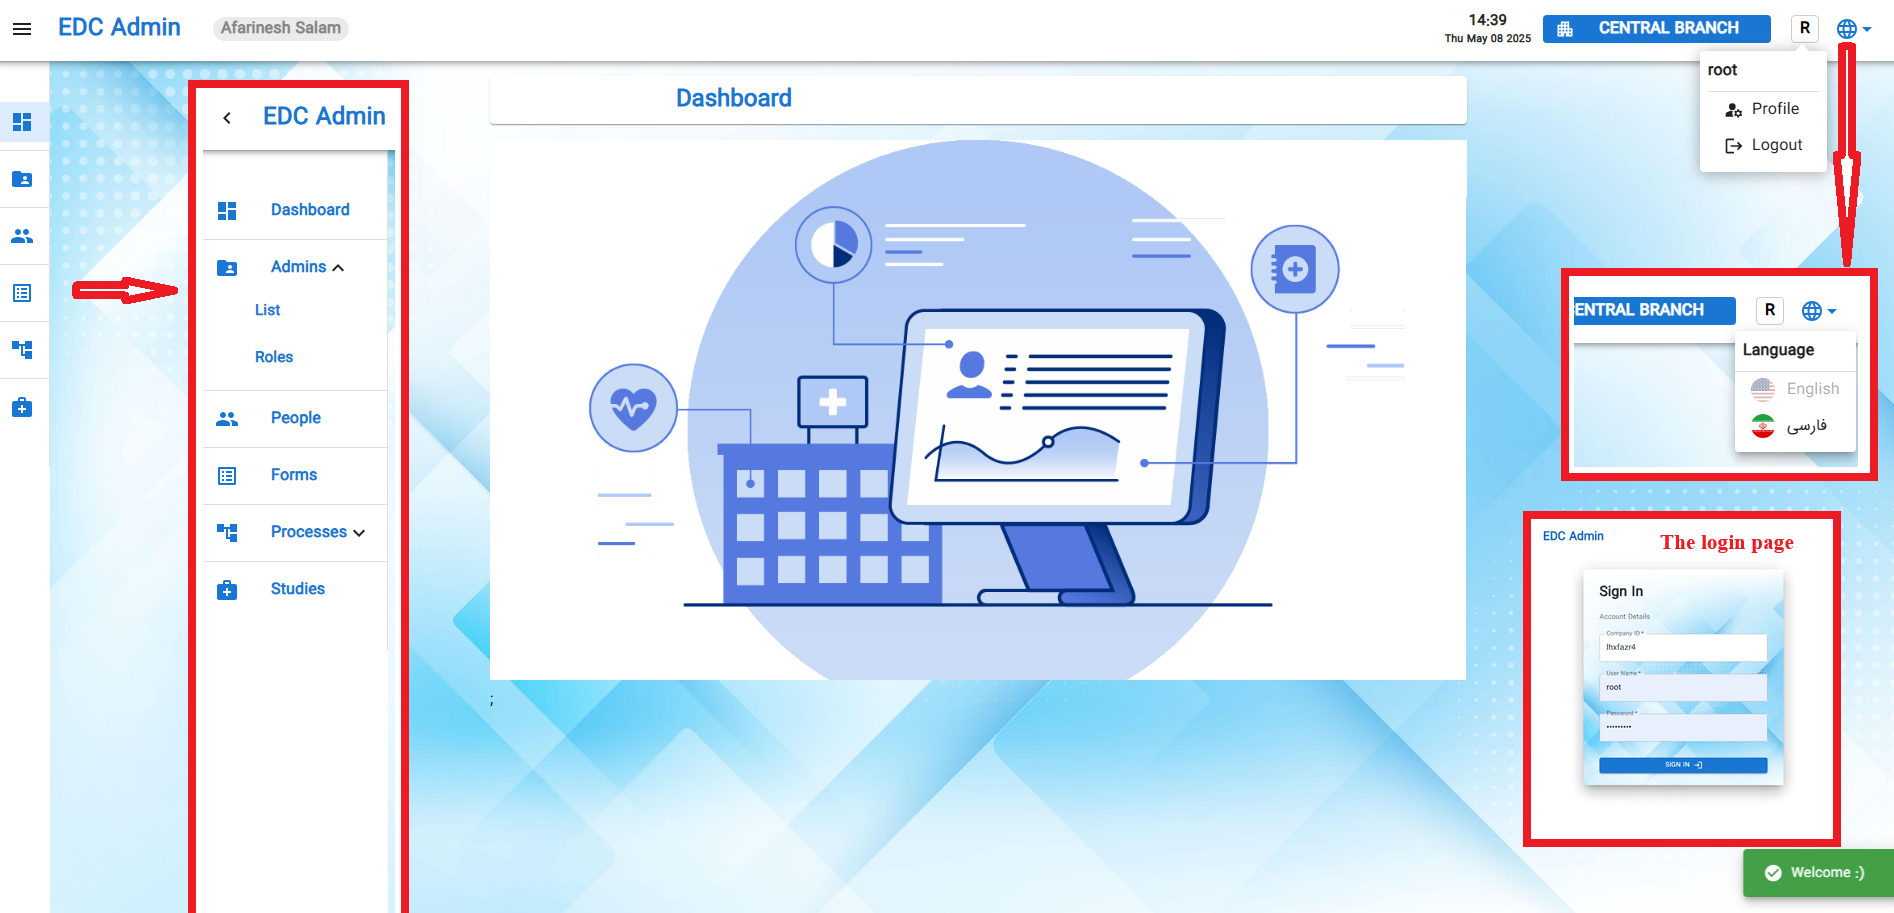 EDC Admin
Afarinesh Salam
14:39
Thu May 08 2025
CENTRAL BRANCH
R
root
Profile
Logout
EDC Admin
Dashboard
Admins
List
Roles
People
Forms
Processes
Studies
Dashboard
;
ENTRAL BRANCH
R
Language
English
فارسی
EDC Admin
The login page
Sign In
Account Details
Company ID *
lhxfazr4
User Name *
root
Password *
SIGN IN
Welcome :)